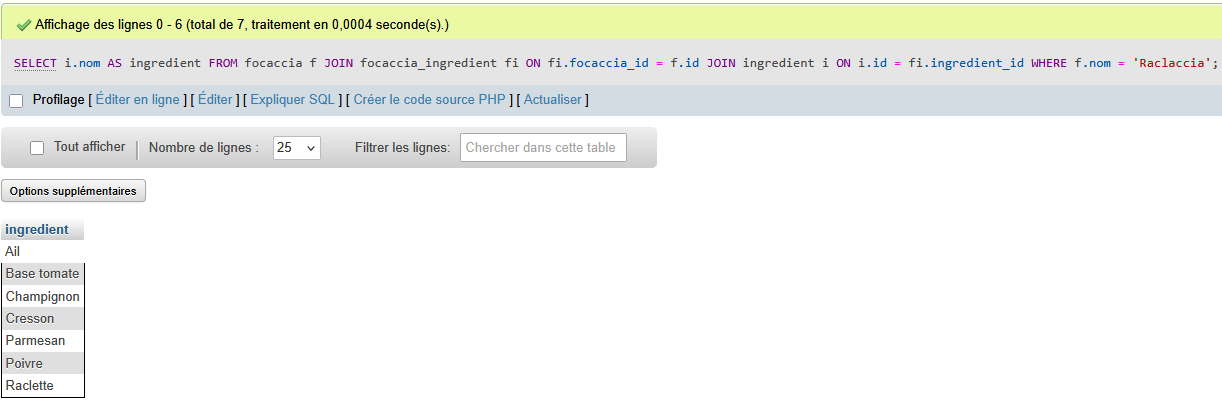 Affichage des lignes 0 - 6 (total de 7, traitement en 0,0004 seconde(s).)
SELECT i.nom AS ingredient FROM focaccia f JOIN focaccia_ingredient fi ON fi.focaccia_id = f.id JOIN ingredient i ON i.id = fi.ingredient_id WHERE f.nom = 'Raclaccia';
Profilage [ Éditer en ligne ] [ Éditer ] [ Expliquer SQL ] [ Créer le code source PHP ] [ Actualiser ]
Tout afficher Nombre de lignes : 25 Filtrer les lignes: Chercher dans cette table
Options supplémentaires
ingredient
Ail
Base tomate
Champignon
Cresson
Parmesan
Poivre
Raclette